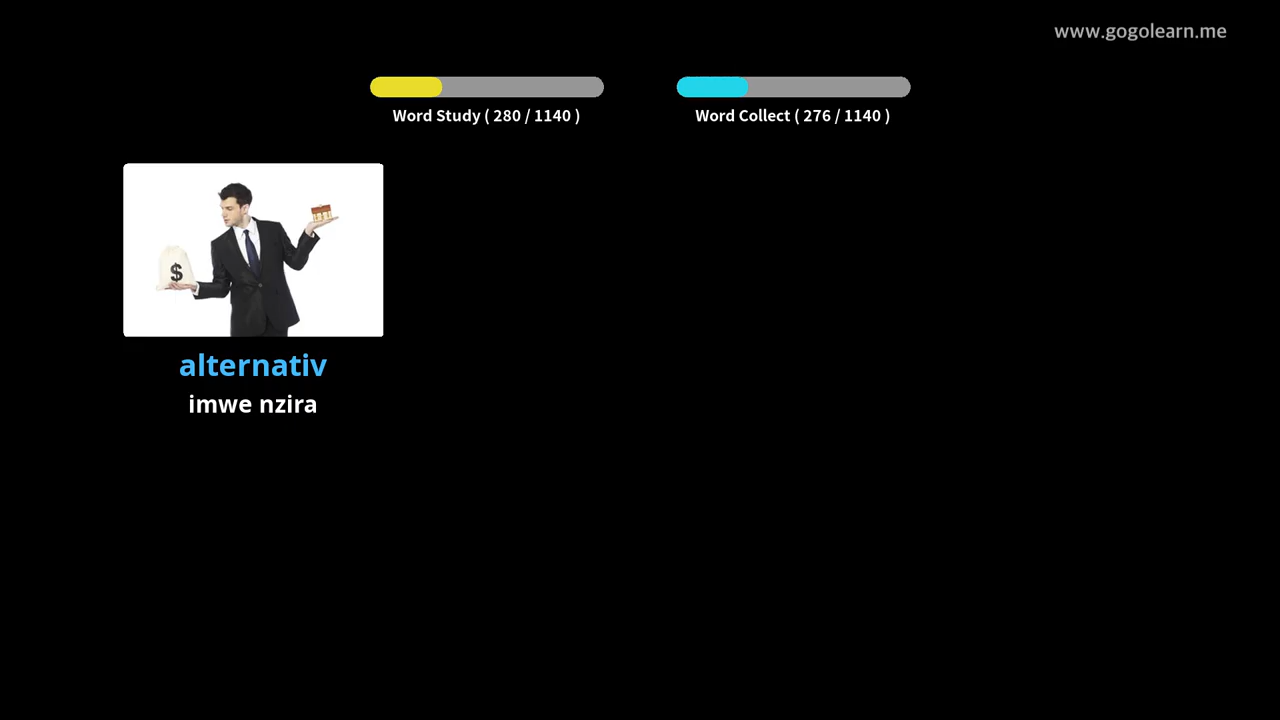 www.gogolearn.me
Word Study ( 280 / 1140 )
Word Collect ( 276 / 1140 )
$
alternativ
imwe nzira